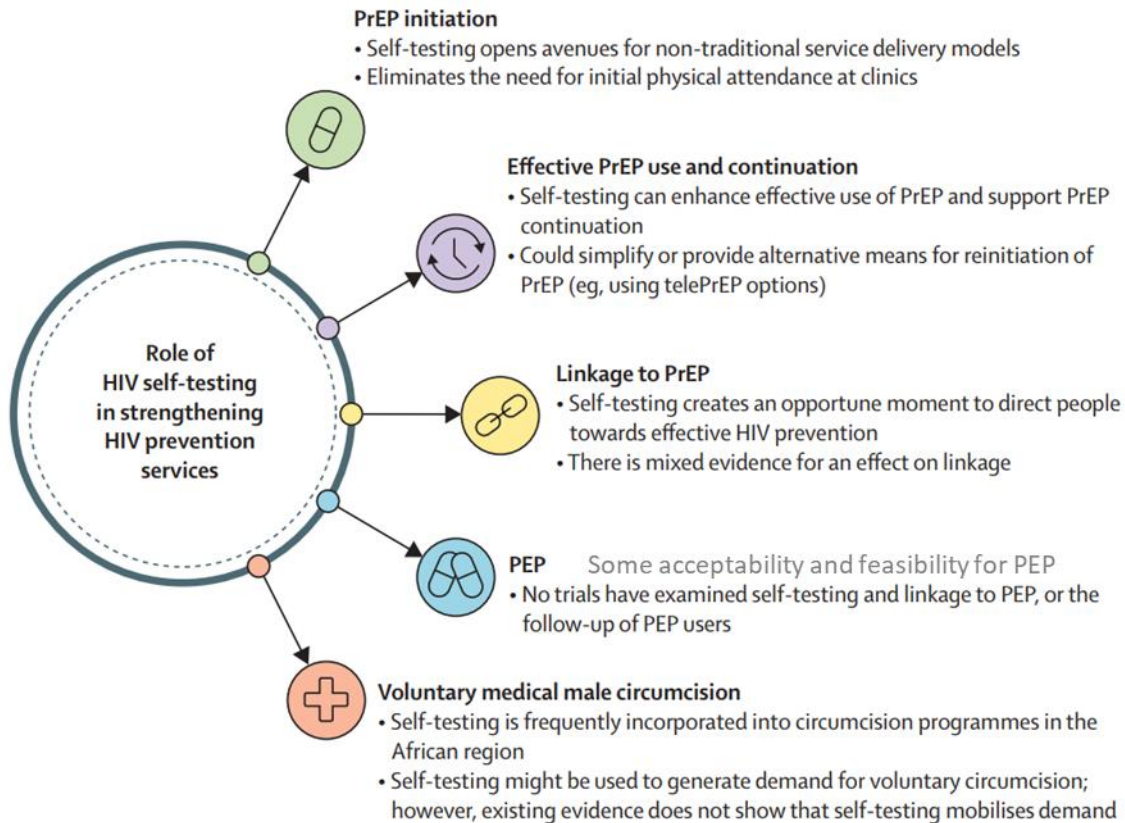 PrEP initiation
• Self-testing opens avenues for non-traditional service delivery models
• Eliminates the need for initial physical attendance at clinics
Effective PrEP use and continuation
• Self-testing can enhance effective use of PrEP and support PrEP
continuation
• Could simplify or provide alternative means for reinitiation of
PrEP (eg, using telePrEP options)
Role of
HIV self-testing
in strengthening
HIV prevention
services
Linkage to PrEP
• Self-testing creates an opportune moment to direct people
towards effective HIV prevention
• There is mixed evidence for an effect on linkage
PEP Some acceptability and feasibility for PEP
• No trials have examined self-testing and linkage to PEP, or the
follow-up of PEP users
Voluntary medical male circumcision
• Self-testing is frequently incorporated into circumcision programmes in the
African region
• Self-testing might be used to generate demand for voluntary circumcision;
however, existing evidence does not show that self-testing mobilises demand